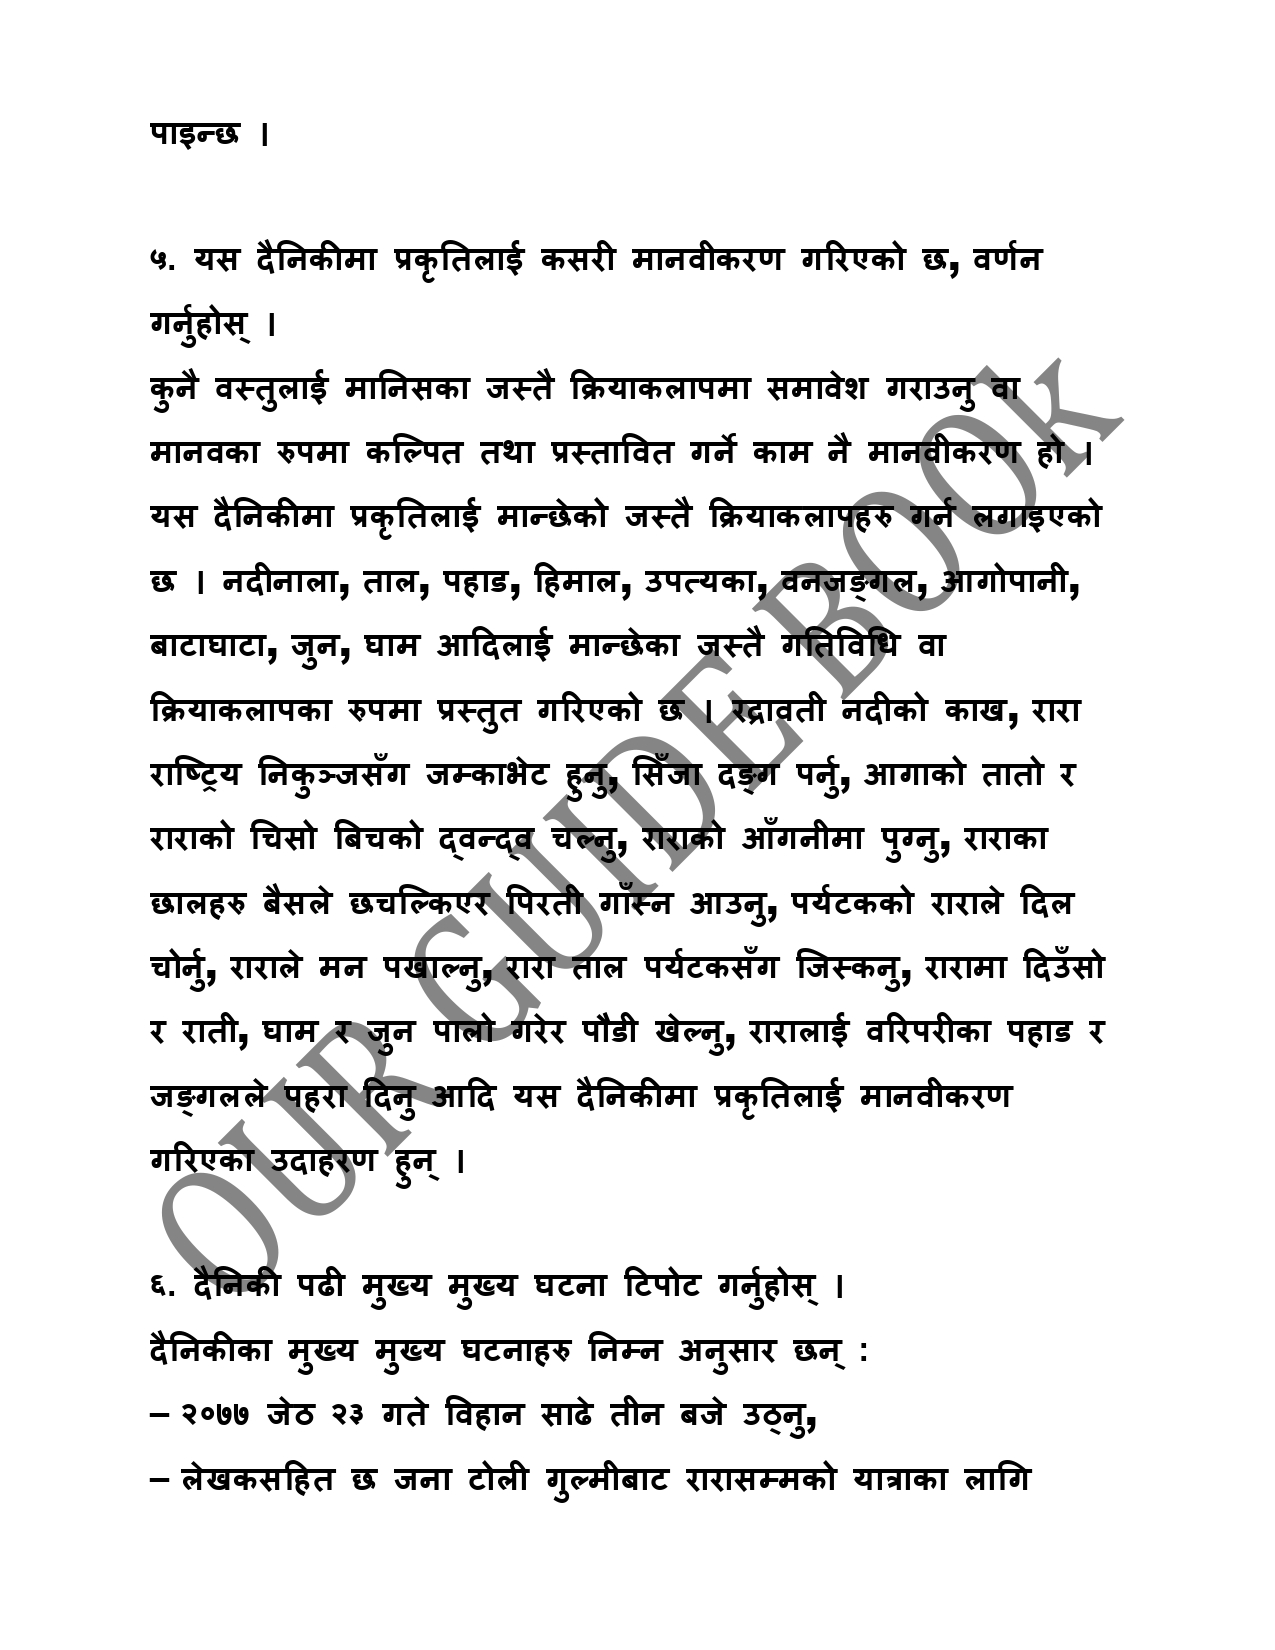 पाइन्छ ।
५. यस दैनिकीमा प्रकृतिलाई कसरी मानवीकरण गरिएको छ, वर्णन
गर्नुहोस् ।
कुनै वस्तुलाई मानिसका जस्तै क्रियाकलापमा समावेश गराउनु वा
मानवका रुपमा कल्पित तथा प्रस्तावित गर्ने काम नै मानवीकरण हो ।
यस दैनिकीमा प्रकृतिलाई मान्छेको जस्तै क्रियाकलापहरु गर्न लगाइएको
छ । नदीनाला, ताल, पहाड, हिमाल, उपत्यका, वनजङ्गल, आगोपानी,
बाटाघाटा, जुन, घाम आदिलाई मान्छेका जस्तै गतिविधि वा
क्रियाकलापका रुपमा प्रस्तुत गरिएको छ । रद्रावती नदीको काख, रारा
राष्ट्रिय निकुञ्जसँग जम्काभेट हुनु, सिँजा दङ्ग पर्नु, आगाको तातो र
राराको चिसो बिचको द्वन्द्व चल्नु, राराको आँगनीमा पुग्नु, राराका
छालहरु बैसले छचल्किएर पिरती गाँस्न आउनु, पर्यटकको राराले दिल
चोर्नु, राराले मन पखाल्नु, रारा ताल पर्यटकसँग जिस्कनु, रारामा दिउँसो
र राती, घाम र जुन पालो गरेर पौडी खेल्नु, रारालाई वरिपरीका पहाड र
जङ्गलले पहरा दिनु आदि यस दैनिकीमा प्रकृतिलाई मानवीकरण
गरिएका उदाहरण हुन् ।
६. दैनिकी पढी मुख्य मुख्य घटना टिपोट गर्नुहोस् ।
दैनिकीका मुख्य मुख्य घटनाहरु निम्न अनुसार छन् :
– २०७७ जेठ २३ गते विहान साढे तीन बजे उठ्नु,
– लेखकसहित छ जना टोली गुल्मीबाट रारासम्मको यात्राका लागि
OUR GUIDE BOOK